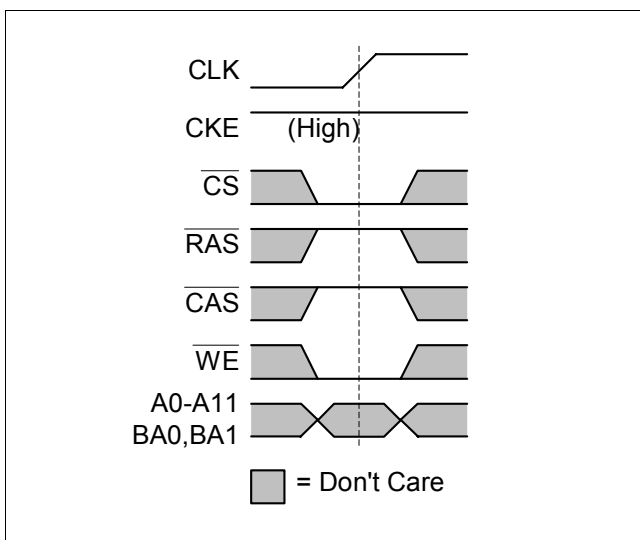 CLK
CKE (High)
CS
RAS
CAS
WE
A0-A11
BA0,BA1
= Don't Care